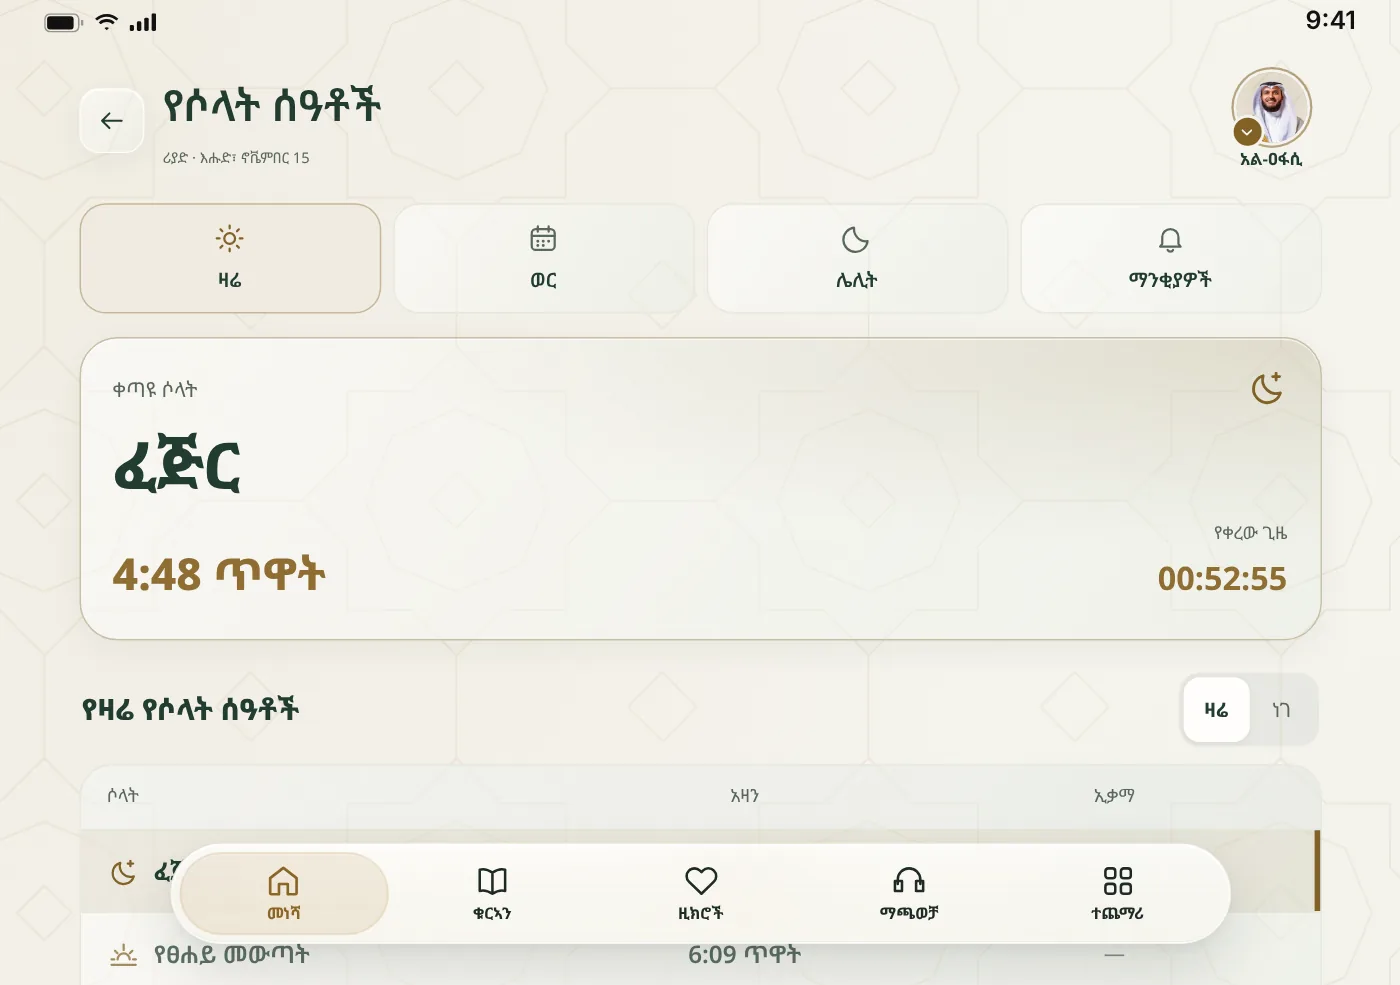 9:41
የሶላት ሰዓቶች
ሪያድ · እሑድ፣ ኖቬምበር 15
አል-ዐፋሲ
ዛሬ
ወር
ሌሊት
ማንቂያዎች
ቀጣዩ ሶላት
ፈጅር
4:48 ጥዋት
የቀረው ጊዜ
00:52:55
የዛሬ የሶላት ሰዓቶች
ዛሬ
ነገ
ሶላት
አዛን
ኢቃማ
መነሻ
ቁርኣን
ዚክሮች
ማጫወቻ
ተጨማሪ
የፀሐይ መውጣት
6:09 ጥዋት
—